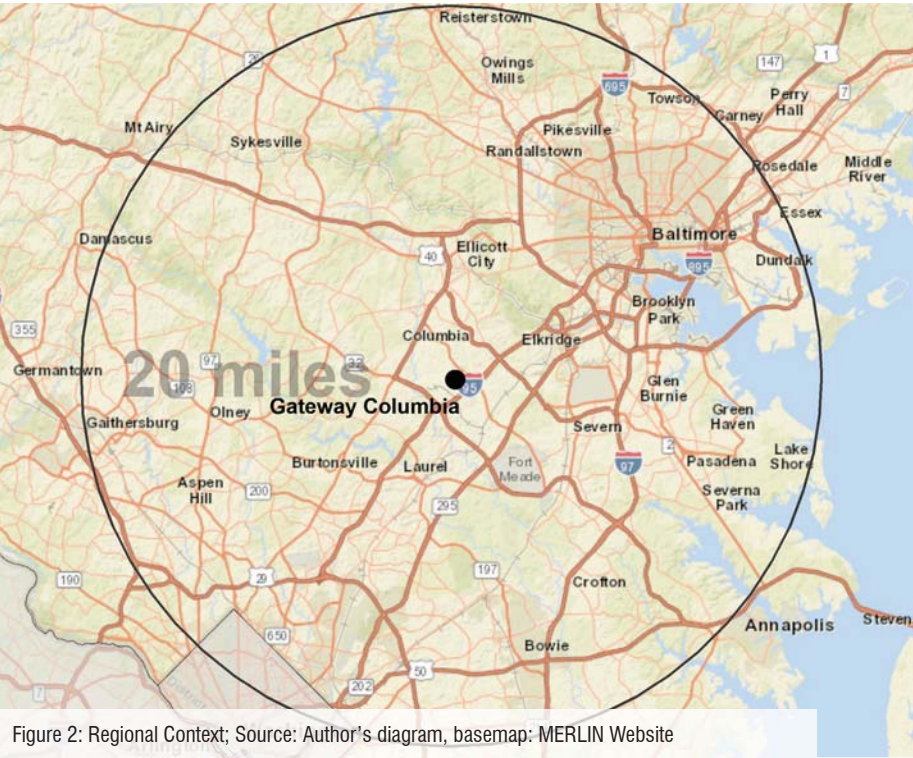 Reisterstown
26
1
Owings
Mills
147
695
7
Towson
Perry
Hall
Carney
Mt Airy
Pikesville
Sykesville
Randallstown
Rosedale
Middle
River
Essex
Damascus
Baltimore
40
Ellicott
City
895
Dundalk
Brooklyn
Park
355
Columbia
Elkridge
97
32
Germantown
20 miles
95
108
Glen
Burnie
Gateway Columbia
Olney
Green
Haven
Gaithersburg
Severn
2
Lake
Shore
Burtonsville
Laurel
Fort
Meade
97
Pasadena
Aspen
Hill
200
Severna
Park
295
190
29
197
Crofton
650
Annapolis
Steven
Bowie
50
7
202
District
Arlington
Figure 2: Regional Context; Source: Author's diagram, basemap: MERLIN Website